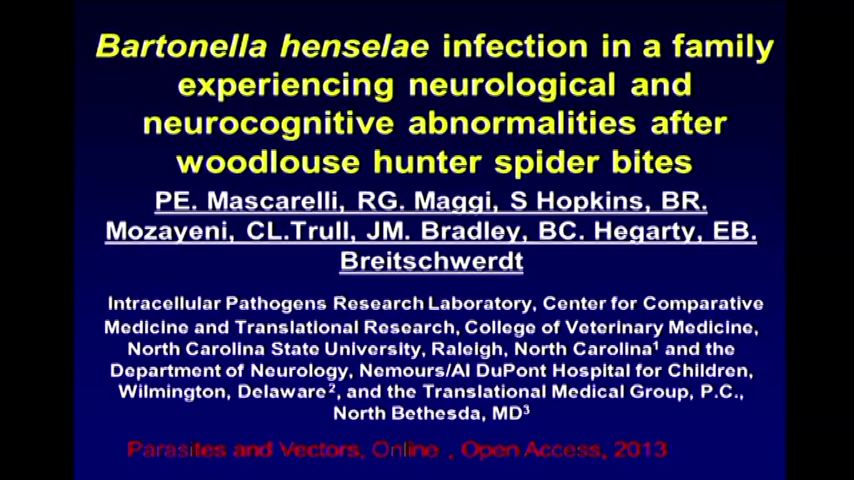 Bartonella henselae infection in a family
experiencing neurological and
neurocognitive abnormalities after
woodlouse hunter spider bites
PE. Mascarelli, RG. Maggi, S Hopkins, BR.
Mozayeni, CL.Trull, JM. Bradley, BC. Hegarty, EB.
Breitschwerdt
Intracellular Pathogens Research Laboratory, Center for Comparative
Medicine and Translational Research, College of Veterinary Medicine,
North Carolina State University, Raleigh, North Carolina¹ and the
Department of Neurology, Nemours/AI DuPont Hospital for Children,
Wilmington, Delaware², and the Translational Medical Group, P.C.,
North Bethesda, MD³
Parasites and Vectors, Online , Open Access, 2013